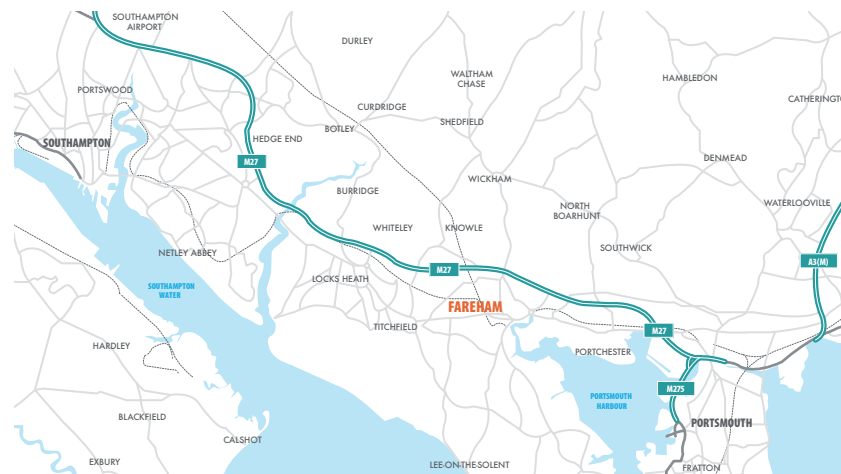 SOUTHAMPTON
AIRPORT
DURLEY
WALTHAM
CHASE
HAMBLEDON
PORTSWOOD
CATHERINGTON
CURDRIDGE
SHEDFIELD
BOTLEY
HEDGE END
SOUTHAMPTON
M27
DENMEAD
WICKHAM
BURRIDGE
WATERLOOVILLE
NORTH
BOARHUNT
WHITELEY
KNOWLE
SOUTHWICK
NETLEY ABBEY
A3(M)
M27
LOCKS HEATH
SOUTHAMPTON
WATER
FAREHAM
TITCHFIELD
M27
HARDLEY
PORTCHESTER
M275
PORTSMOUTH
HARBOUR
BLACKFIELD
PORTSMOUTH
CALSHOT
EXBURY
LEE-ON-THE-SOLENT
FRATTON